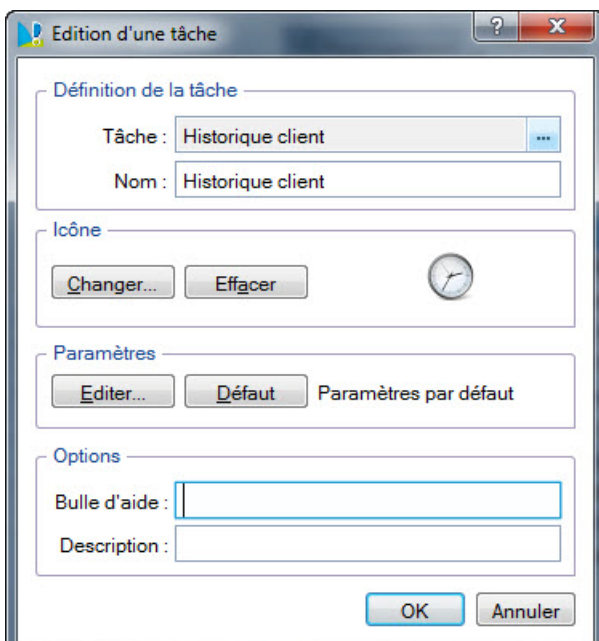 Edition d'une tâche
Définition de la tâche
Tâche : Historique client ...
Nom : Historique client
Icône
Changer... Effacer
Paramètres
Editer... Défaut Paramètres par défaut
Options
Bulle d'aide :
Description :
OK Annuler